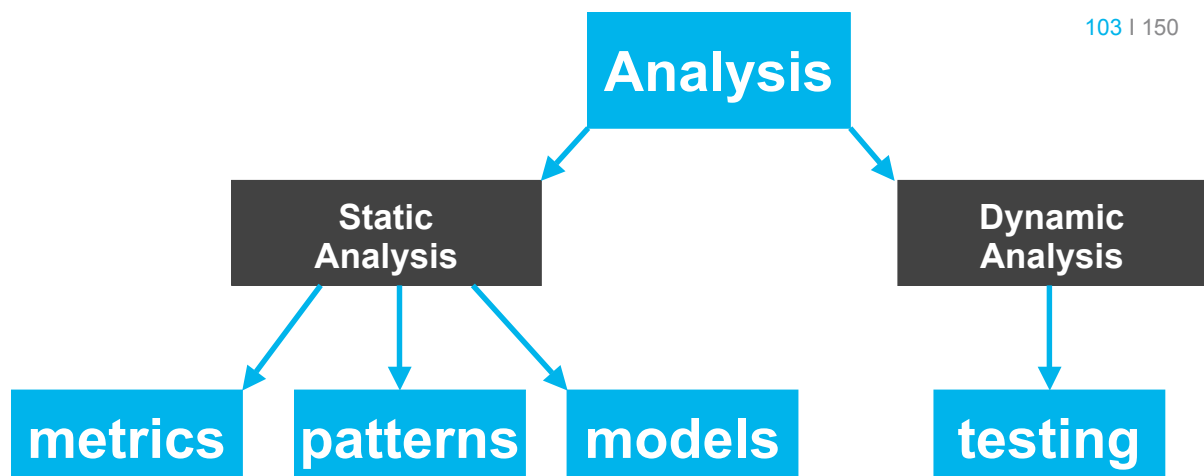 103 | 150
Analysis
Static
Analysis
Dynamic
Analysis
metrics
patterns
models
testing